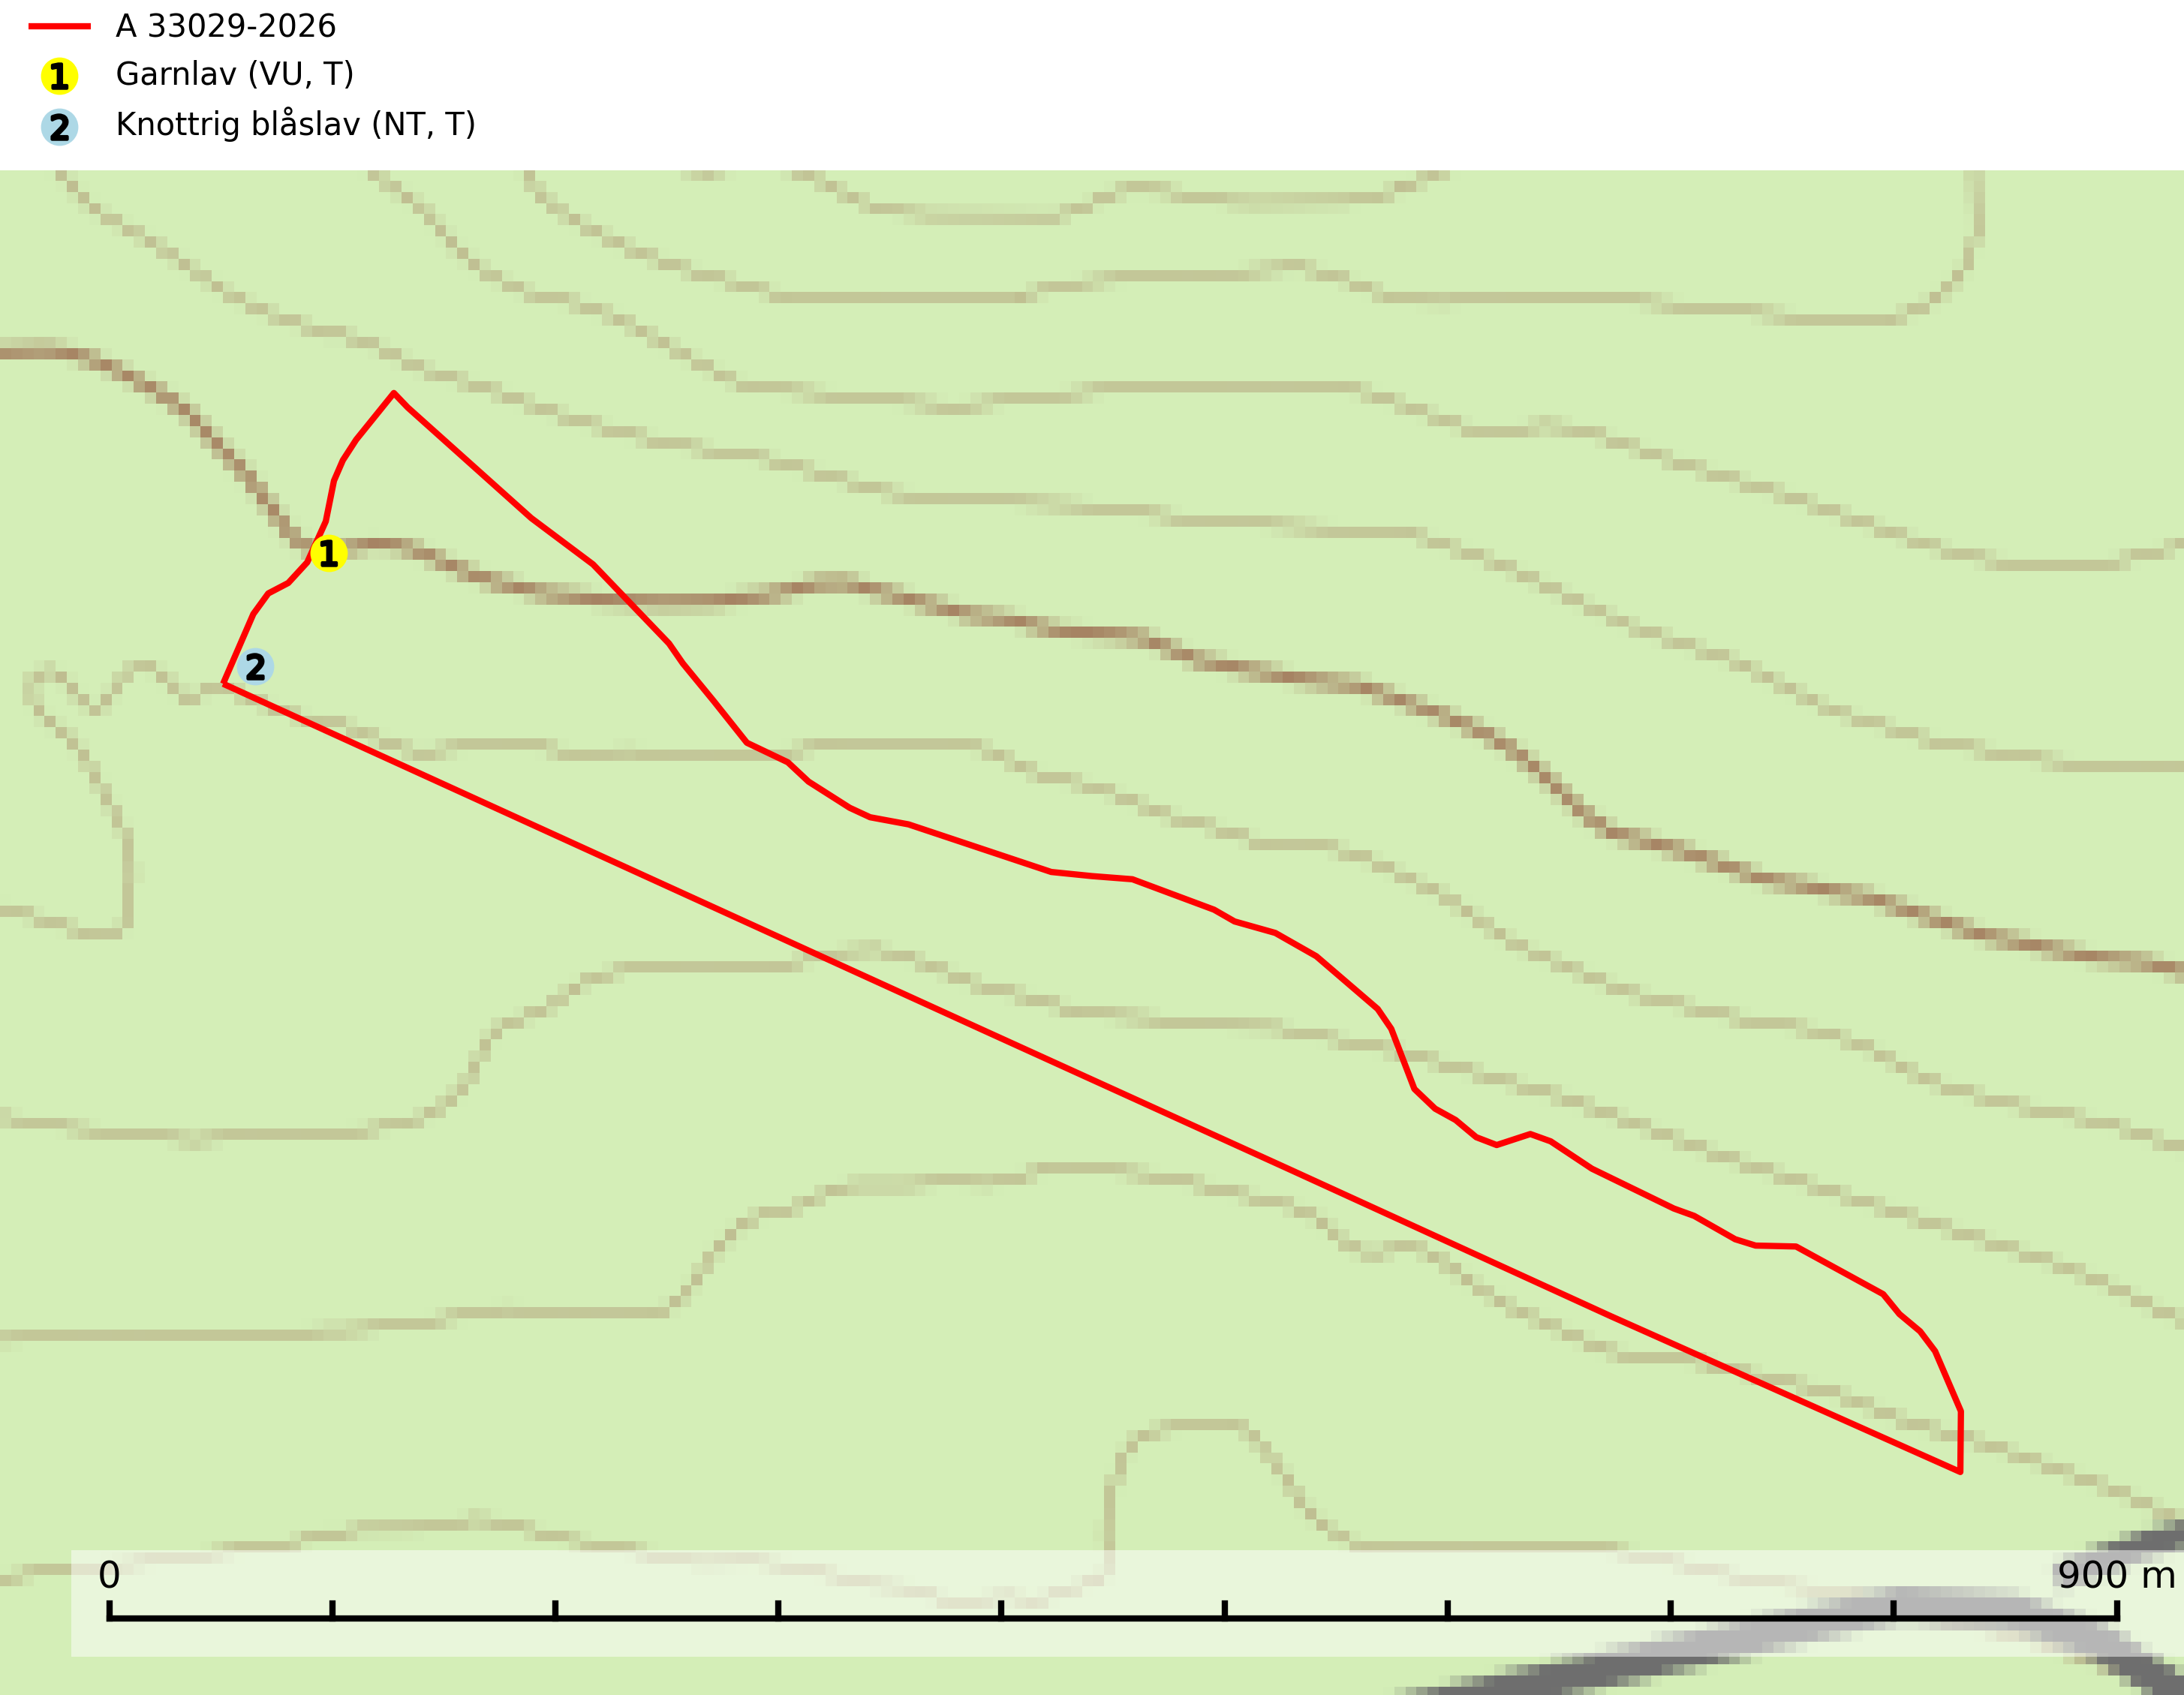 A 33029-2026
1 Garnlav (VU, T)
2 Knottrig blåslav (NT, T)
1
2
0 900 m